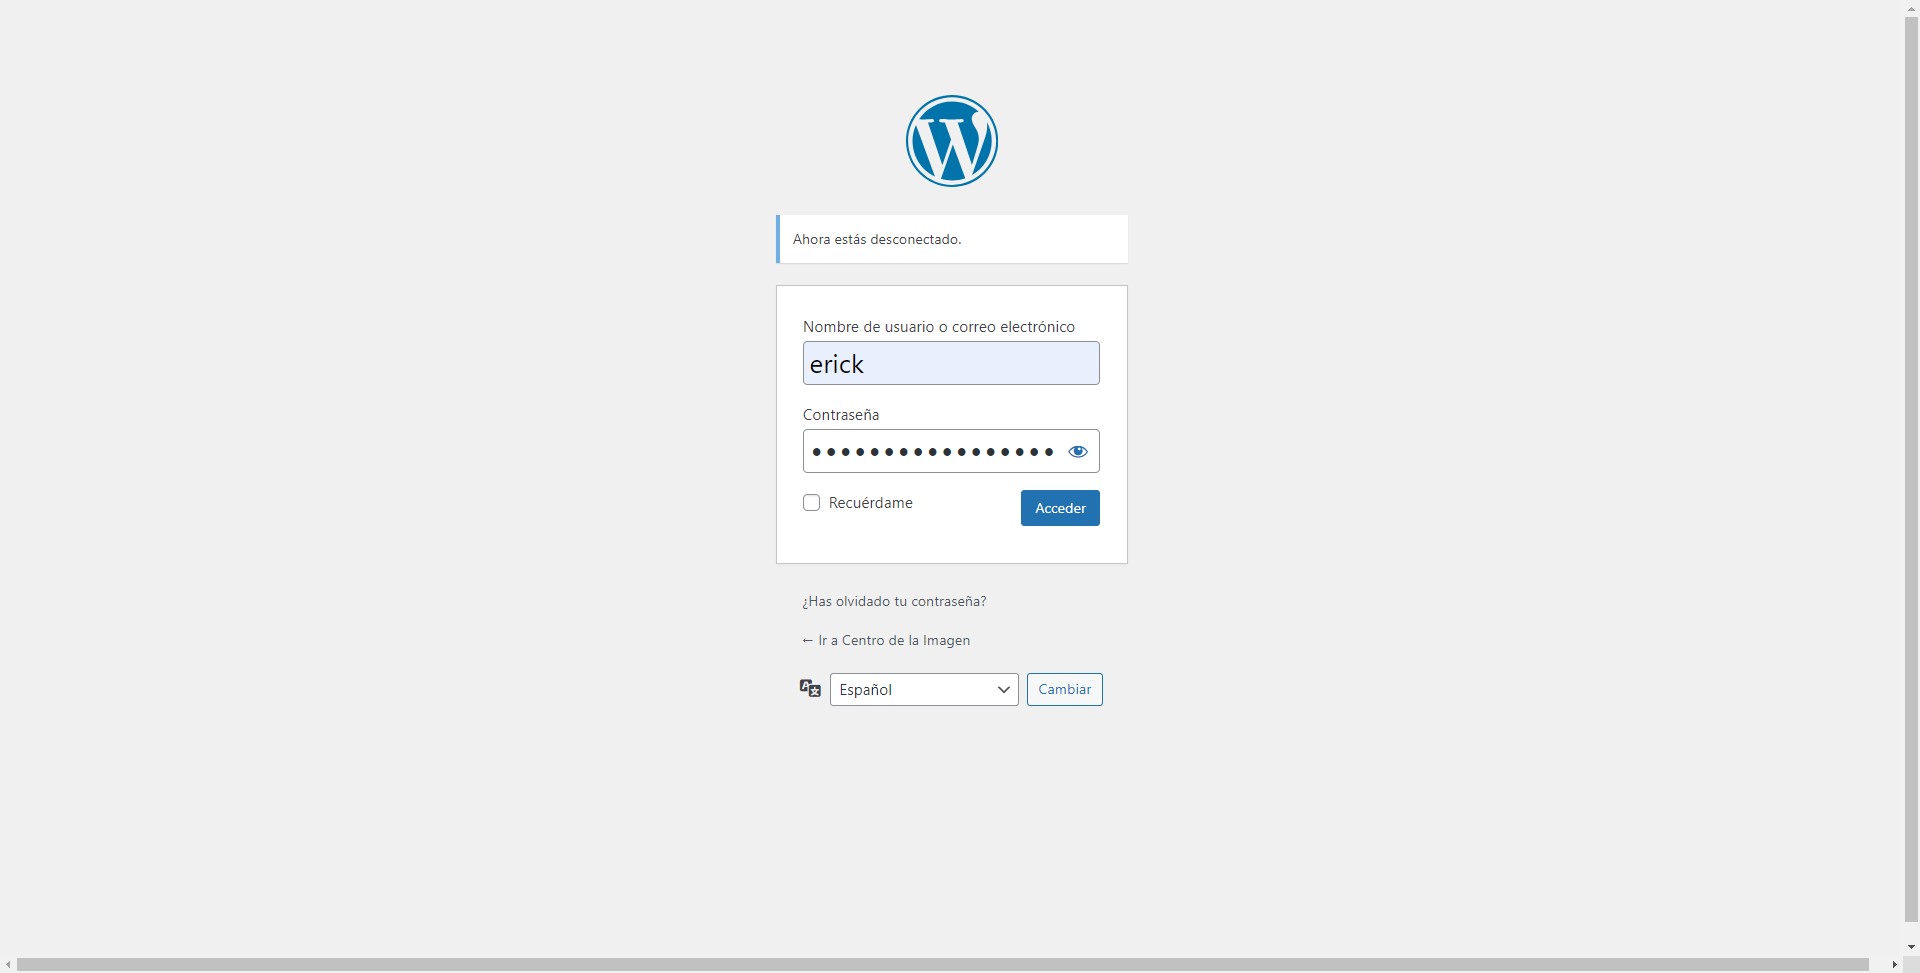 Ahora estás desconectado.
Nombre de usuario o correo electrónico
erick
Contraseña
Recuérdame
Acceder
¿Has olvidado tu contraseña?
← Ir a Centro de la Imagen
Español
Cambiar